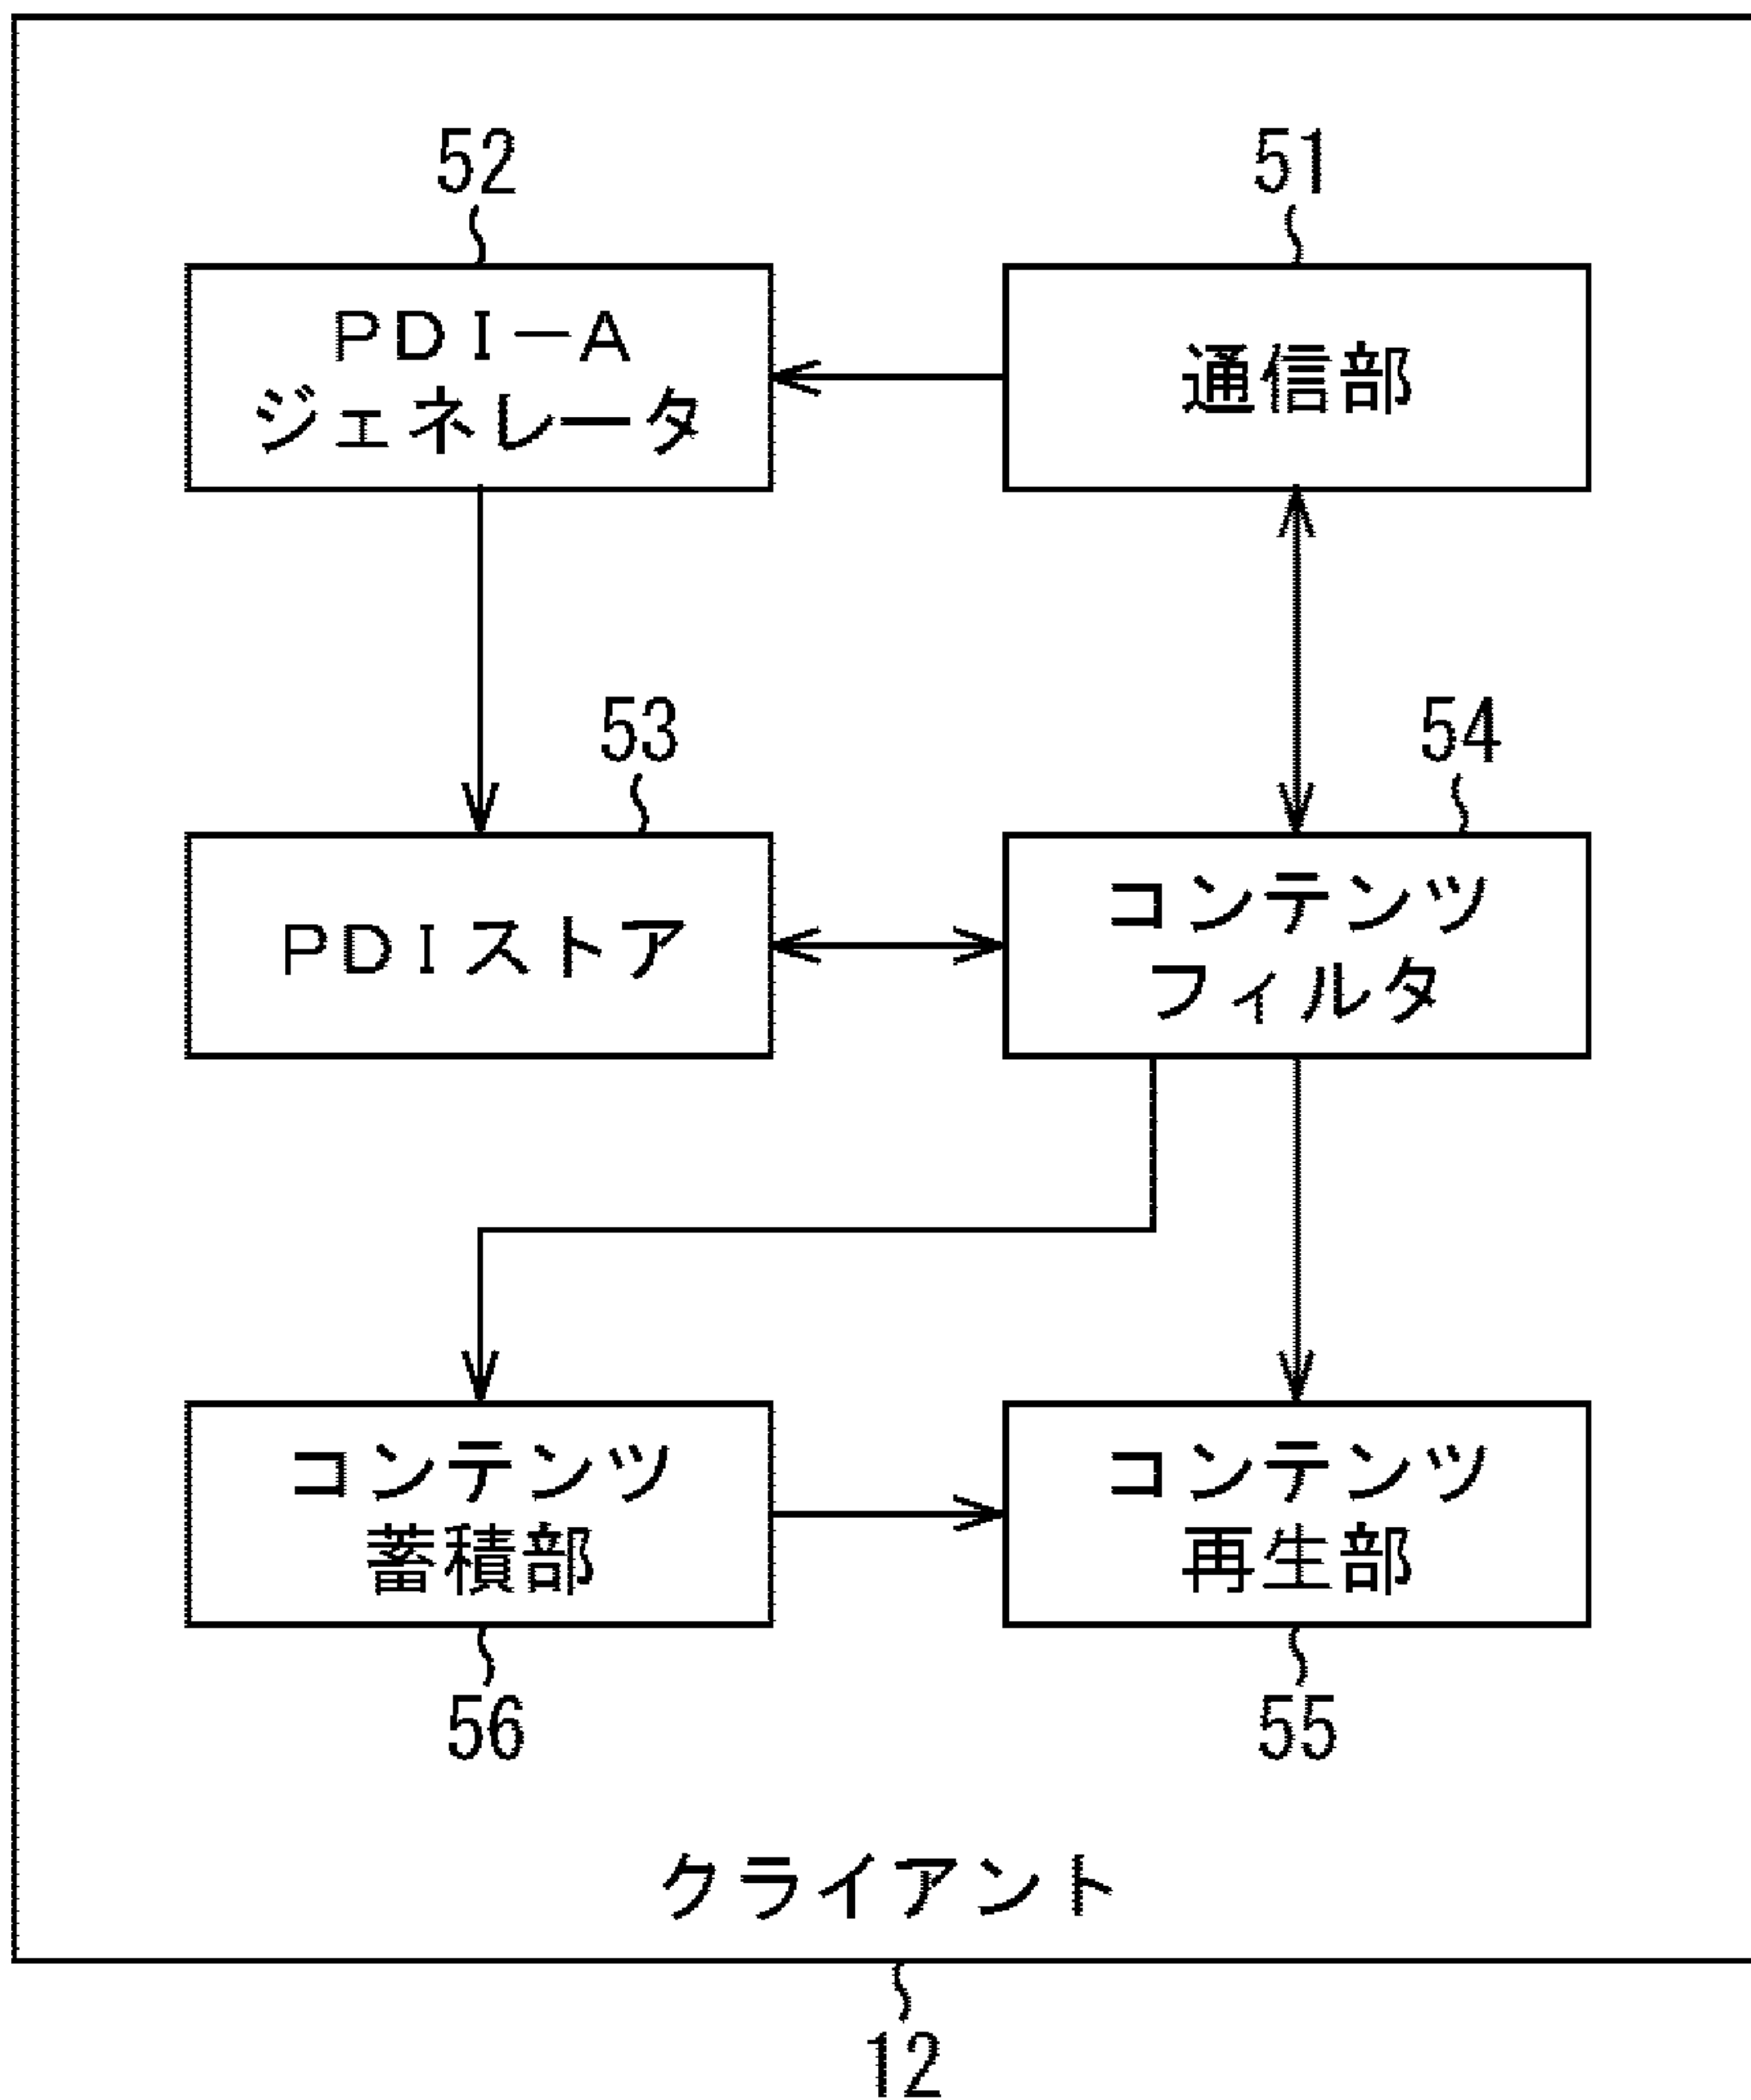 52
51
PDI-A
ジェネレータ
通信部
53
54
PDIストア
コンテンツ
フィルタ
コンテンツ
蓄積部
コンテンツ
再生部
56
55
クライアント
12